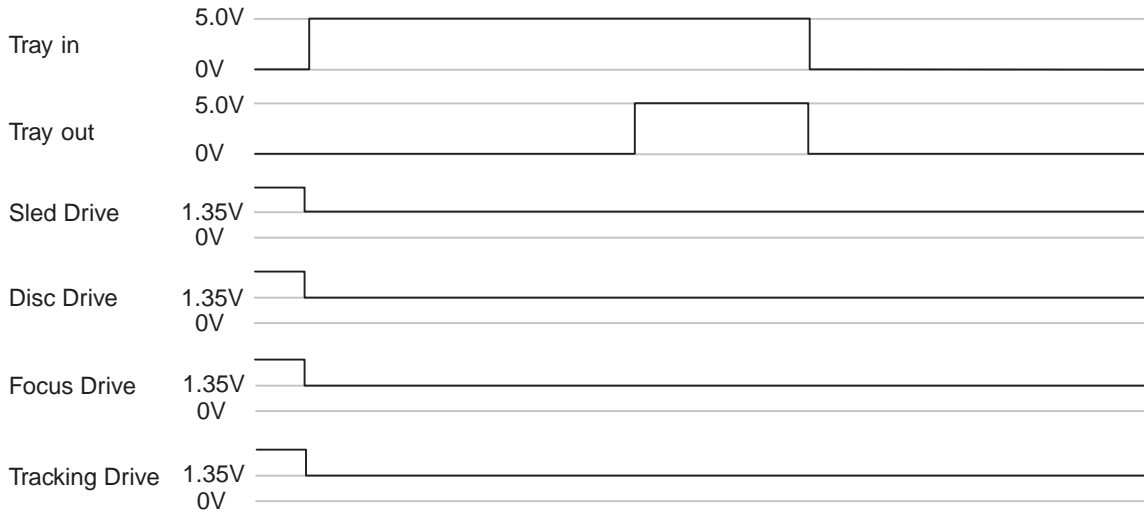 5.0V
Tray in
0V
5.0V
Tray out
0V
Sled Drive 1.35V
0V
Disc Drive 1.35V
0V
Focus Drive 1.35V
0V
Tracking Drive 1.35V
0V